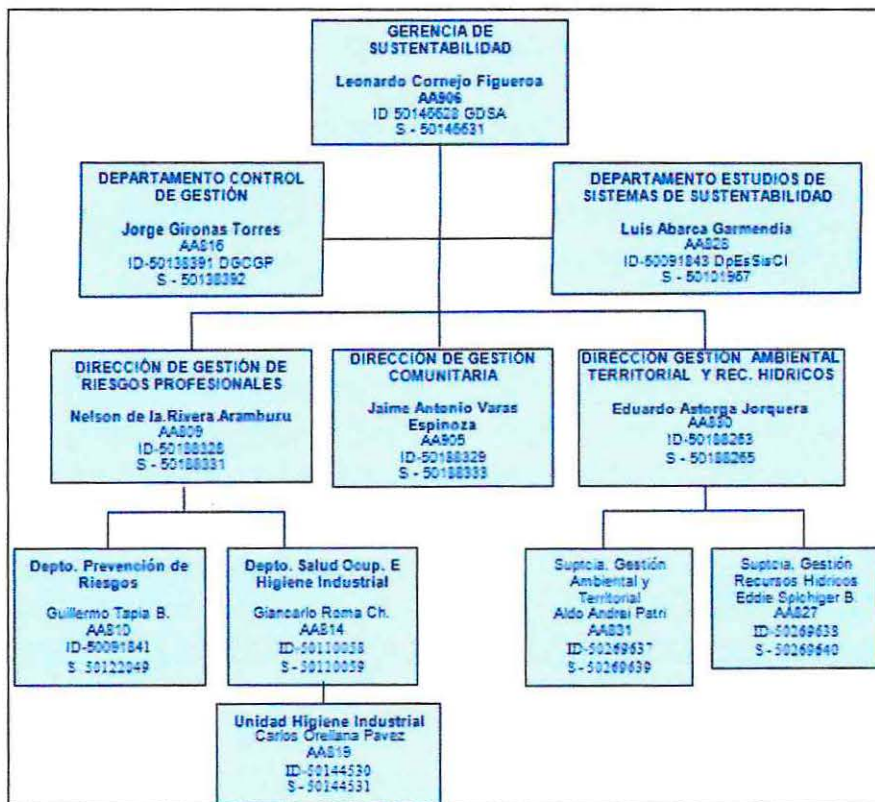 GERENCIA DE
SUSTENTABILIDAD
Leonardo Cornejo Figueroa
AA906
ID 50146628 GDSA
S - 50146631
DEPARTAMENTO CONTROL
DE GESTIÓN
Jorge Gironas Torres
AA816
ID-50138391 DGCGP
S - 50138392
DEPARTAMENTO ESTUDIOS DE
SISTEMAS DE SUSTENTABILIDAD
Luis Abarca Garmendia
AA828
ID-50091843 DpEsSisCl
S - 50101967
DIRECCIÓN DE GESTIÓN DE
RIESGOS PROFESIONALES
Nelson de la.Rivera Aramburu
AA809
ID-50188328
S - 50188331
DIRECCIÓN DE GESTIÓN
COMUNITARIA
Jaime Antonio Varas
Espinoza
AA905
ID-50188329
S - 50188333
DIRECCIÓN GESTIÓN AMBIENTAL
TERRITORIAL Y REC. HIDRICOS
Eduardo Astorga Jorquera
AA830
ID-50188263
S - 50188265
Depto. Prevención de
Riesgos
Guillermo Tapia B.
AA810
ID-50091841
S 50122049
Depto. Salud Ocup. E
Higiene Industrial
Giancarlo Roma Ch.
AA814
ID-50110058
S - 50110059
Suptcia. Gestión
Ambiental y
Territorial
Aldo Andrei Patri
AA831
ID-50269637
S - 50269639
Suptcia. Gestión
Recursos Hidricos
Eddie Spichiger B.
AA827
ID-50269638
S - 50269640
Unidad Higiene Industrial
Carlos Orellana Pavez
AA819
ID-50144530
S - 50144531